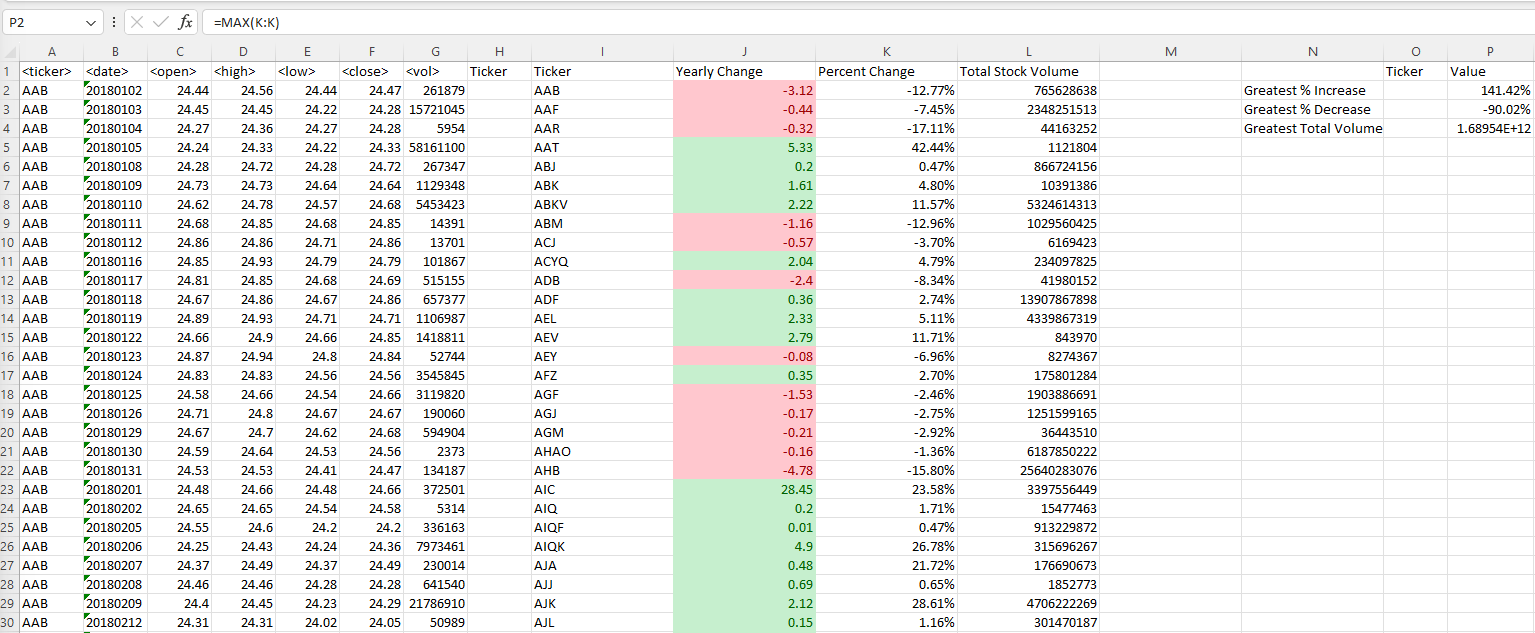 P2 fx =MAX(K:K)
A B C D E F G H I J K L M N O P
1 <ticker> <date> <open> <high> <low> <close> <vol> Ticker Ticker Yearly Change Percent Change Total Stock Volume Ticker Value
2 AAB 20180102 24.44 24.56 24.44 24.47 261879 AAB -3.12 -12.77% 765628638 Greatest % Increase 141.42%
3 AAB 20180103 24.45 24.45 24.22 24.28 15721045 AAF -0.44 -7.45% 2348251513 Greatest % Decrease -90.02%
4 AAB 20180104 24.27 24.36 24.27 24.28 5954 AAR -0.32 -17.11% 44163252 Greatest Total Volume 1.68954E+12
5 AAB 20180105 24.24 24.33 24.22 24.33 58161100 AAT 5.33 42.44% 1121804
6 AAB 20180108 24.28 24.72 24.28 24.72 267347 ABJ 0.2 0.47% 866724156
7 AAB 20180109 24.73 24.73 24.64 24.64 1129348 ABK 1.61 4.80% 10391386
8 AAB 20180110 24.62 24.78 24.57 24.68 5453423 ABKV 2.22 11.57% 5324614313
9 AAB 20180111 24.68 24.85 24.68 24.85 14391 ABM -1.16 -12.96% 1029560425
10 AAB 20180112 24.86 24.86 24.71 24.86 13701 ACJ -0.57 -3.70% 6169423
11 AAB 20180116 24.85 24.93 24.79 24.79 101867 ACYQ 2.04 4.79% 234097825
12 AAB 20180117 24.81 24.85 24.68 24.69 515155 ADB -2.4 -8.34% 41980152
13 AAB 20180118 24.67 24.86 24.67 24.86 657377 ADF 0.36 2.74% 13907867898
14 AAB 20180119 24.89 24.93 24.71 24.71 1106987 AEL 2.33 5.11% 4339867319
15 AAB 20180122 24.66 24.9 24.66 24.85 1418811 AEV 2.79 11.71% 843970
16 AAB 20180123 24.87 24.94 24.8 24.84 52744 AEY -0.08 -6.96% 8274367
17 AAB 20180124 24.83 24.83 24.56 24.56 3545845 AFZ 0.35 2.70% 175801284
18 AAB 20180125 24.58 24.66 24.54 24.66 3119820 AGF -1.53 -2.46% 1903886691
19 AAB 20180126 24.71 24.8 24.67 24.67 190060 AGJ -0.17 -2.75% 1251599165
20 AAB 20180129 24.67 24.7 24.62 24.68 594904 AGM -0.21 -2.92% 36443510
21 AAB 20180130 24.59 24.64 24.53 24.56 2373 AHAO -0.16 -1.36% 6187850222
22 AAB 20180131 24.53 24.53 24.41 24.47 134187 AHB -4.78 -15.80% 25640283076
23 AAB 20180201 24.48 24.66 24.48 24.66 372501 AIC 28.45 23.58% 3397556449
24 AAB 20180202 24.65 24.65 24.54 24.58 5314 AIQ 0.2 1.71% 15477463
25 AAB 20180205 24.55 24.6 24.2 24.2 336163 AIQF 0.01 0.47% 913229872
26 AAB 20180206 24.25 24.43 24.24 24.36 7973461 AIQK 4.9 26.78% 315696267
27 AAB 20180207 24.37 24.49 24.37 24.49 230014 AJA 0.48 21.72% 176690673
28 AAB 20180208 24.46 24.46 24.28 24.28 641540 AJJ 0.69 0.65% 1852773
29 AAB 20180209 24.4 24.45 24.23 24.29 21786910 AJK 2.12 28.61% 4706222269
30 AAB 20180212 24.31 24.31 24.02 24.05 50989 AJL 0.15 1.16% 301470187